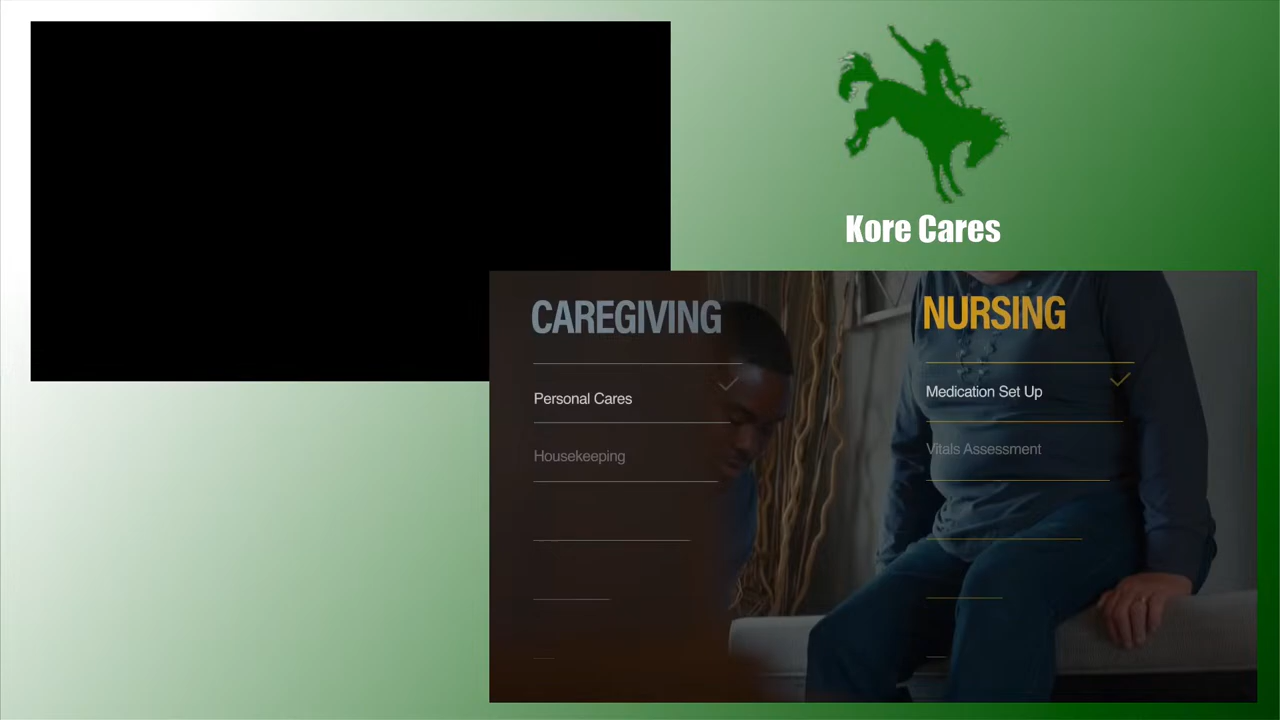 Kore Cares
CAREGIVING
Personal Cares
Housekeeping
NURSING
Medication Set Up
Vitals Assessment